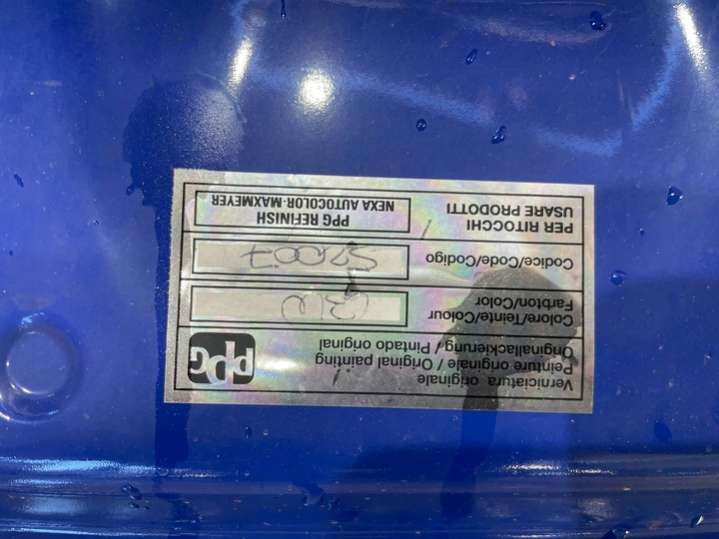 Verniciatura originale
Peinture originale / Original painting
Originallackierung / Pintado original
PPG
Colore/Teinte/Colour
Farbton/Color
Codice/Code/Codigo
PER RITOCCHI
USARE PRODOTTI
PPG REFINISH
NEXA AUTOCOLOR-MAXMEYER